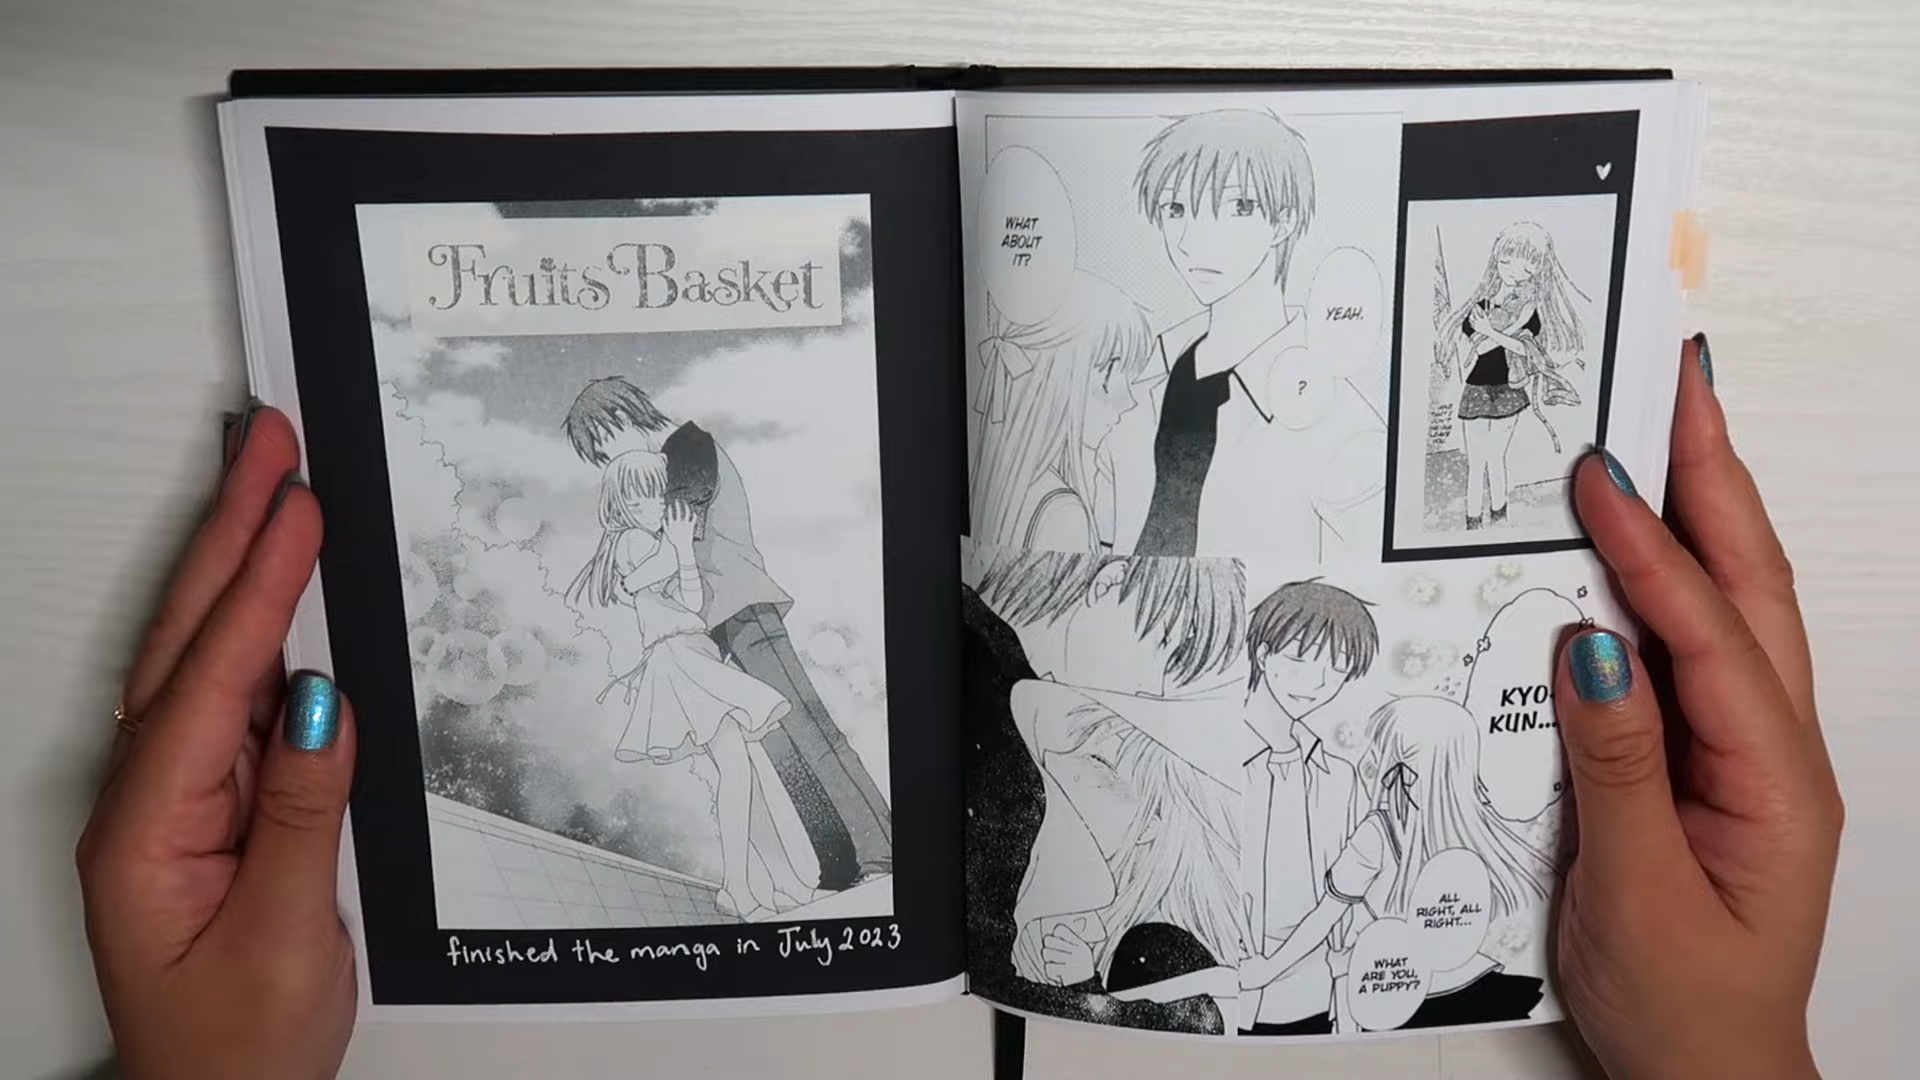 Fruits Basket
finished the manga in July 2023
WHAT
ABOUT
IT?
YEAH.
?
KYO-
KUN...
ALL
RIGHT, ALL
RIGHT...
WHAT
ARE YOU,
A PUPPY?